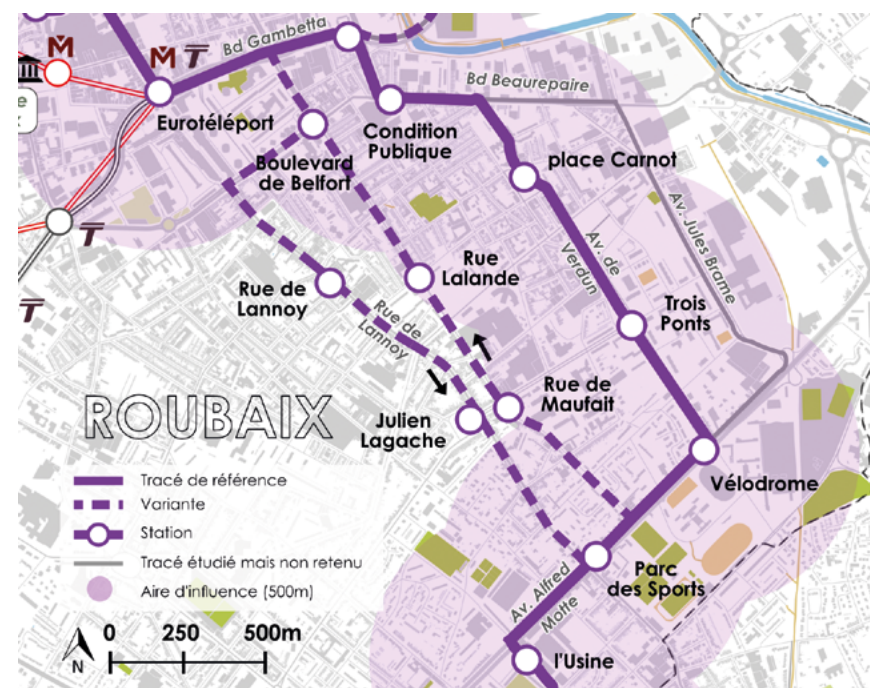 M
M T
Bd Gambetta
Bd Beaurepaire
Eurotéléport
Condition
Publique
place Carnot
Boulevard
de Belfort
T
Av. Jules Brame
Av. de
Verdun
Rue
Lalande
Rue de
Lannoy
Rue de
Lannoy
T
Trois
Ponts
Rue de
Maufait
ROUBAIX
Julien
Lagache
Vélodrome
Tracé de référence
Variante
Station
Tracé étudié mais non retenu
Aire d'influence (500m)
Av. Alfred
Motte
Parc
des Sports
0 250 500m
N
l'Usine